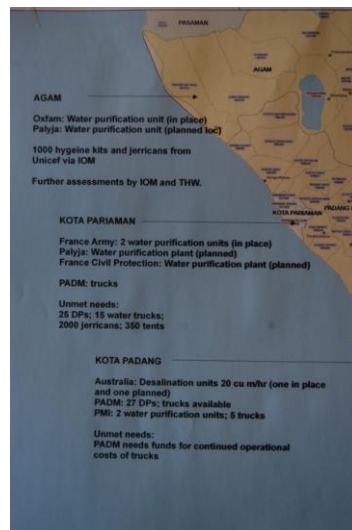 PASAMAN
AGAM
AGAM
Oxfam: Water purification unit (in place)
Palyja: Water purification unit (planned loc)
1000 hygeine kits and jerricans from
Unicef via IOM
Further assessments by IOM and THW.
KOTA PARIAMAN
KOTA PARIAMAN
PADANG
France Army: 2 water purification units (in place)
Palyja: Water purification plant (planned)
France Civil Protection: Water purification plant (planned)
PADM: trucks
Unmet needs:
25 DPs; 15 water trucks;
2000 jerricans; 350 tents
KOTA PADANG
Australia: Desalination units 20 cu m/hr (one in place
and one planned)
PADM: 27 DPs; trucks available
PMI: 2 water purification units; 5 trucks
Unmet needs:
PADM needs funds for continued operational
costs of trucks